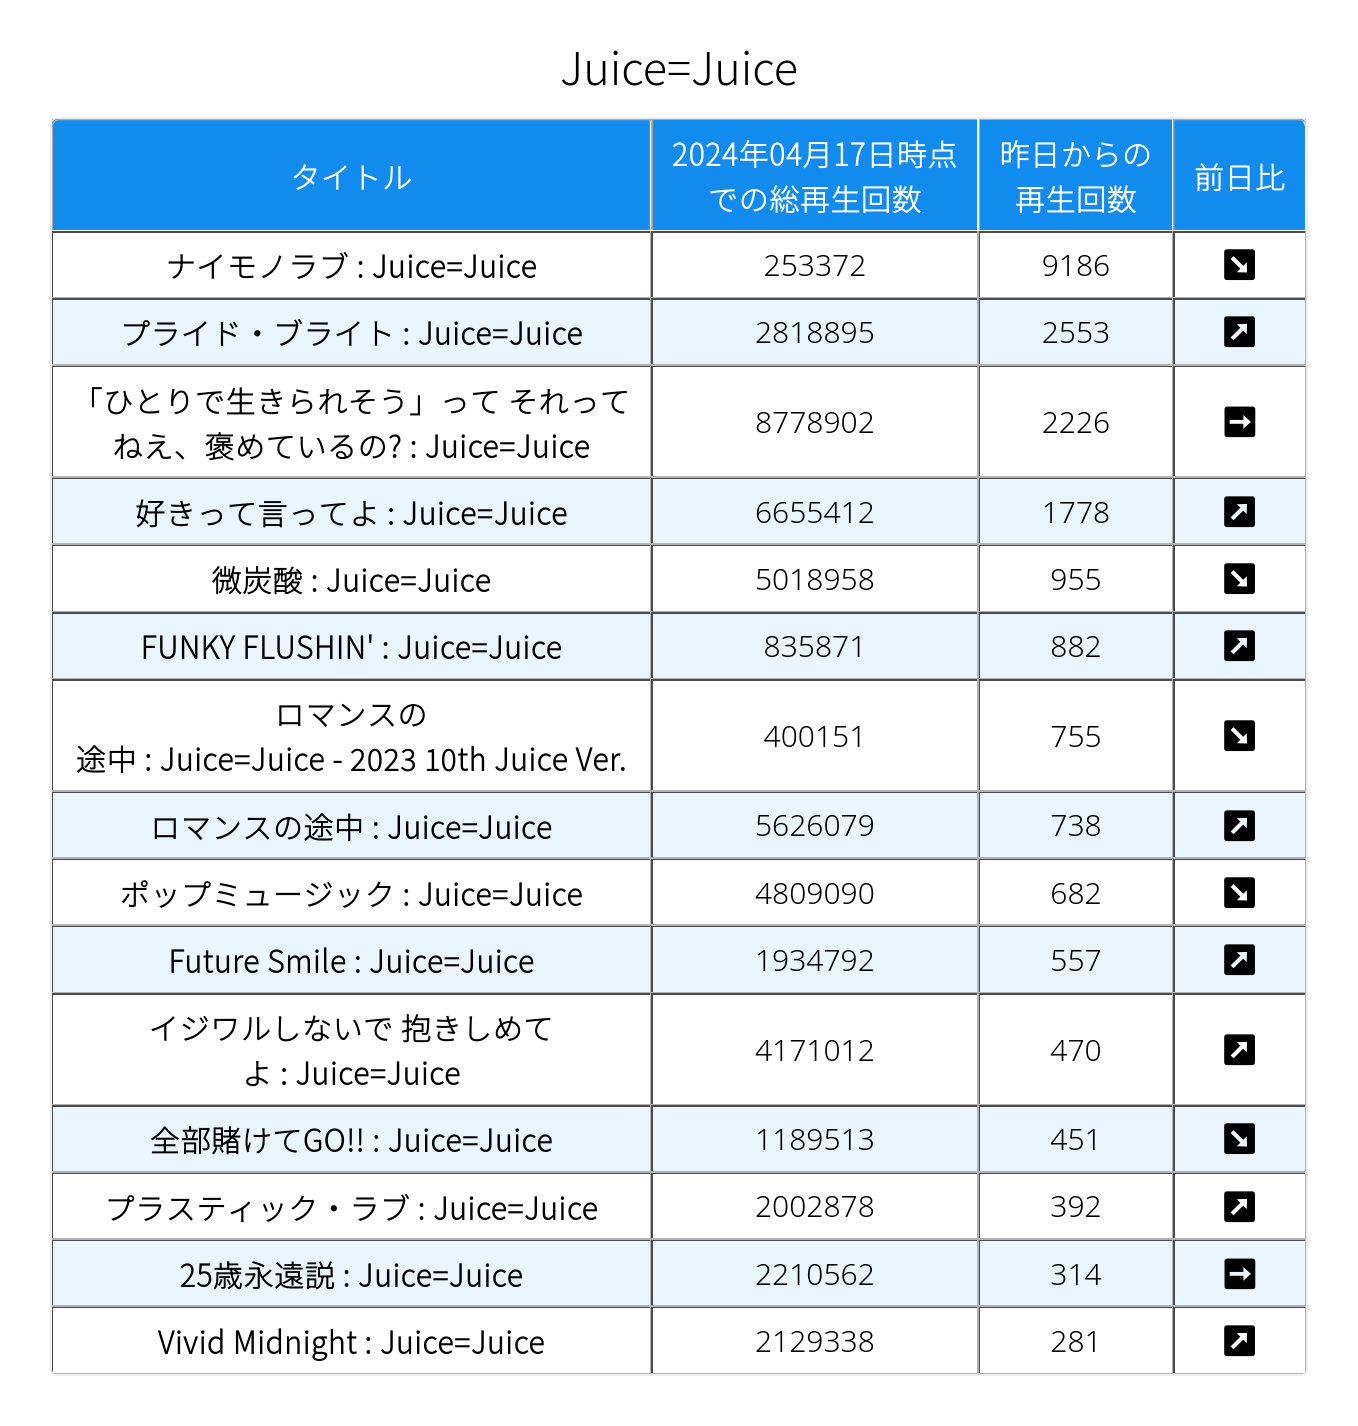 Juice=Juice
タイトル
2024年04月17日時点
での総再生回数
昨日からの
再生回数
前日比
ナイモノラブ : Juice=Juice 253372 9186
プライド・ブライト : Juice=Juice 2818895 2553
「ひとりで生きられそう」って それって
ねえ、褒めているの? : Juice=Juice
8778902 2226
好きって言ってよ : Juice=Juice 6655412 1778
微炭酸 : Juice=Juice 5018958 955
FUNKY FLUSHIN' : Juice=Juice 835871 882
ロマンスの
途中 : Juice=Juice - 2023 10th Juice Ver.
400151 755
ロマンスの途中 : Juice=Juice 5626079 738
ポップミュージック : Juice=Juice 4809090 682
Future Smile : Juice=Juice 1934792 557
イジワルしないで 抱きしめて
よ : Juice=Juice
4171012 470
全部賭けてGO!! : Juice=Juice 1189513 451
プラスティック・ラブ : Juice=Juice 2002878 392
25歳永遠説 : Juice=Juice 2210562 314
Vivid Midnight : Juice=Juice 2129338 281